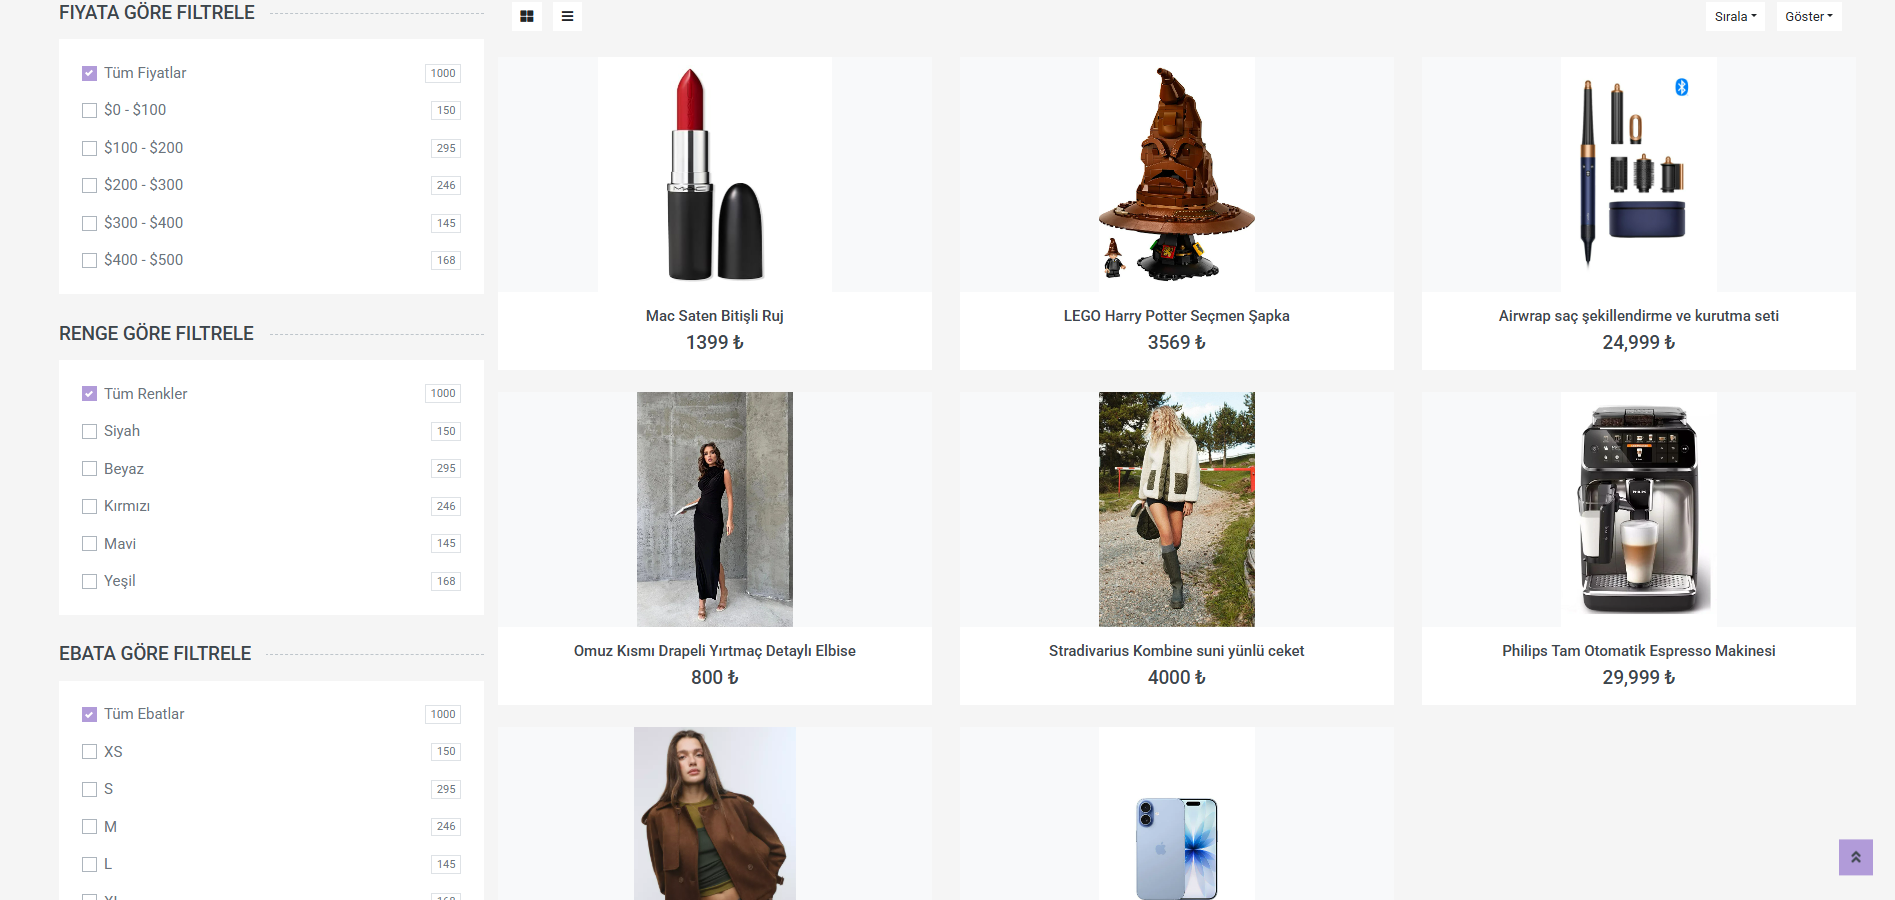 FIYATA GÖRE FILTRELE
Tüm Fiyatlar 1000
$0 - $100 150
$100 - $200 295
$200 - $300 246
$300 - $400 145
$400 - $500 168
RENGE GÖRE FILTRELE
Tüm Renkler 1000
Siyah 150
Beyaz 295
Kırmızı 246
Mavi 145
Yeşil 168
EBATA GÖRE FILTRELE
Tüm Ebatlar 1000
XS 150
S 295
M 246
L 145
Sırala Göster
MAC
Mac Saten Bitişli Ruj
1399 ₺
LEGO Harry Potter Seçmen Şapka
3569 ₺
Airwrap saç şekillendirme ve kurutma seti
24,999 ₺
Omuz Kısmı Drapeli Yırtmaç Detaylı Elbise
800 ₺
Stradivarius Kombine suni yünlü ceket
4000 ₺
Philips Tam Otomatik Espresso Makinesi
29,999 ₺